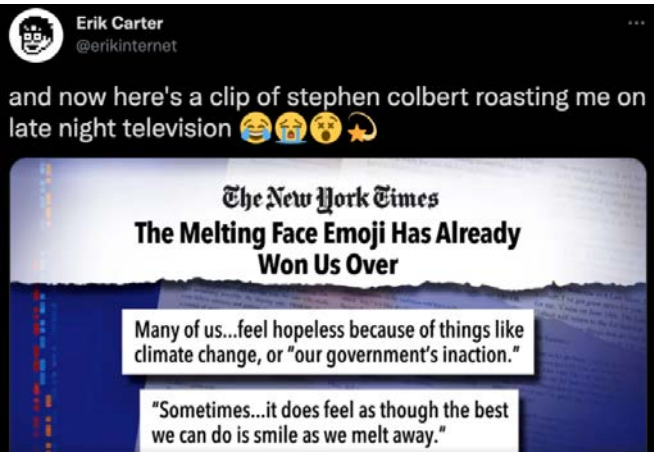 Erik Carter
@erikinternet
and now here's a clip of stephen colbert roasting me on
late night television 😂😭😵💫
The New York Times
The Melting Face Emoji Has Already
Won Us Over
Many of us...feel hopeless because of things like
climate change, or "our government's inaction."
"Sometimes...it does feel as though the best
we can do is smile as we melt away."